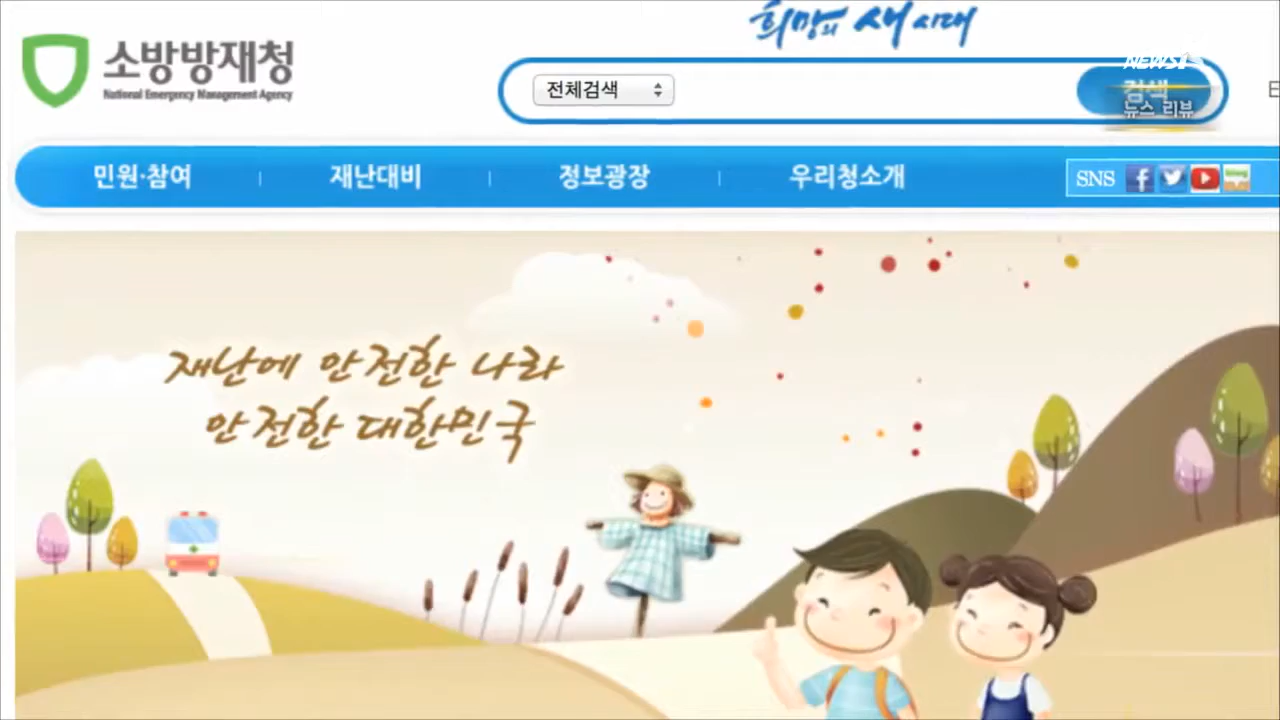 희망의 새 시대
소방방재청
National Emergency Management Agency
전체검색
검색
NEWS
뉴스 리뷰
민원·참여
재난대비
정보광장
우리청소개
SNS
blog
재난에 안전한 나라
안전한 대한민국